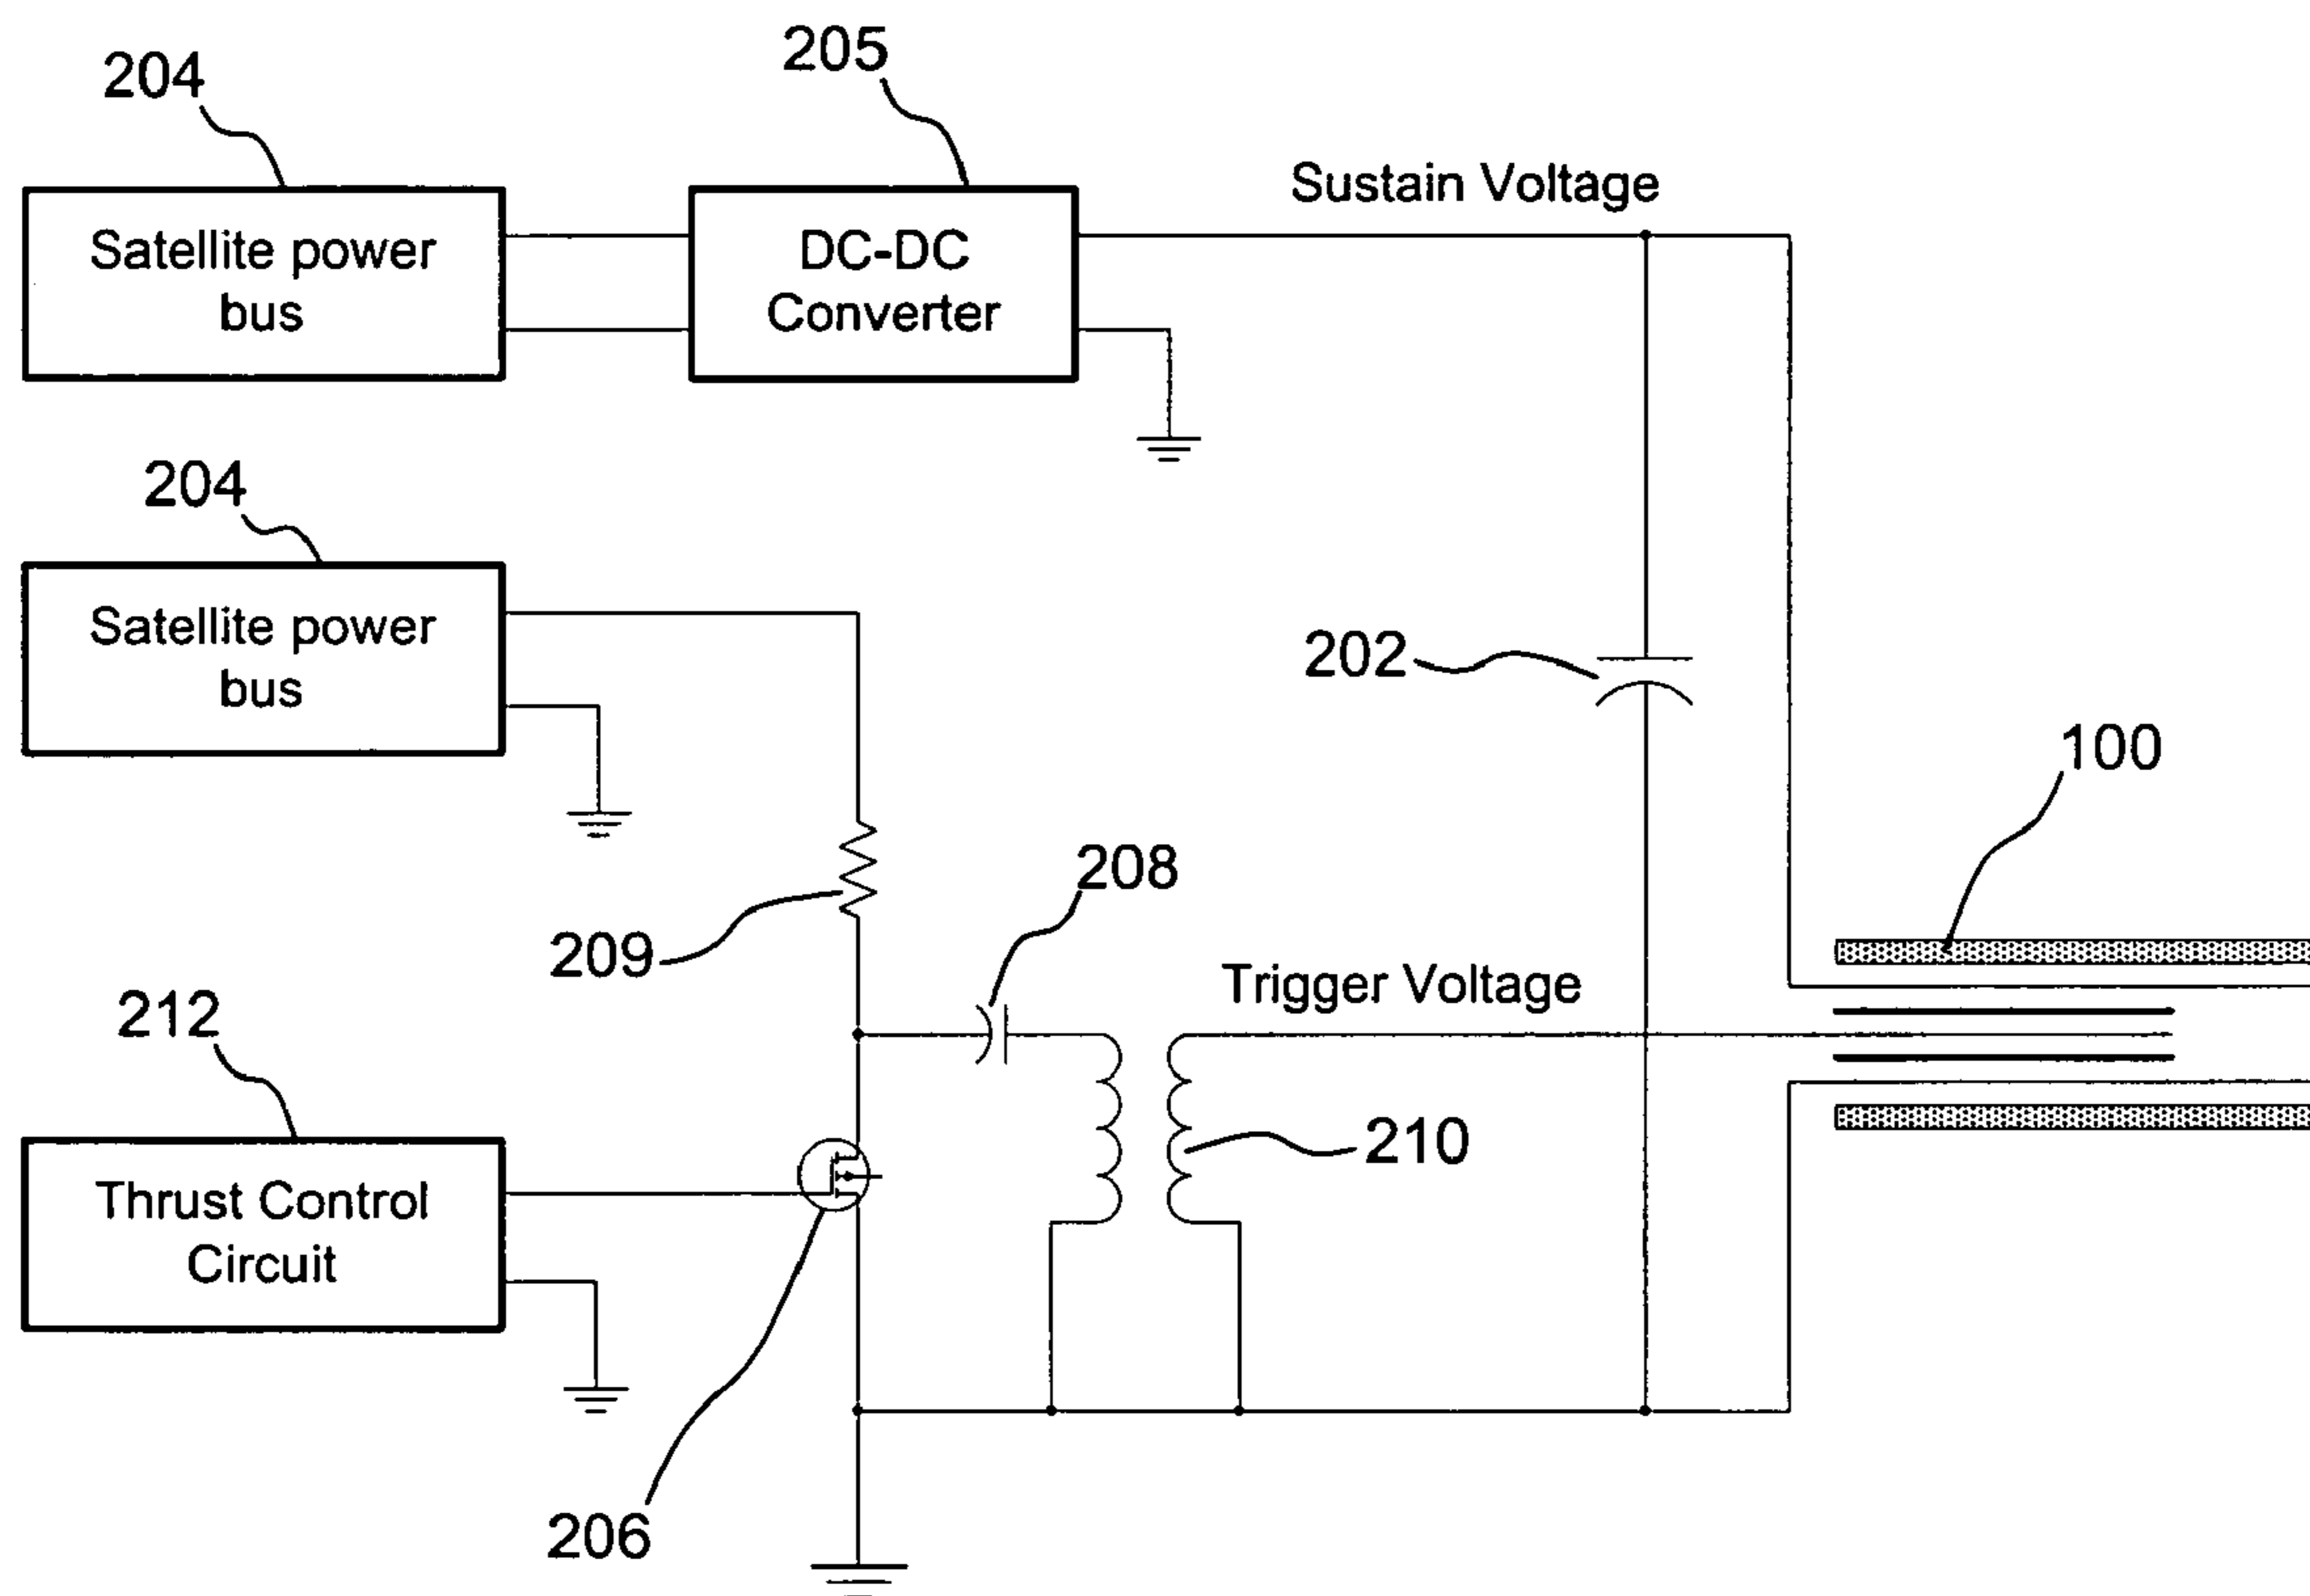 204
205
Sustain Voltage
Satellite power
bus
DC-DC
Converter
204
Satellite power
bus
202
100
208
209
Trigger Voltage
212
210
Thrust Control
Circuit
206